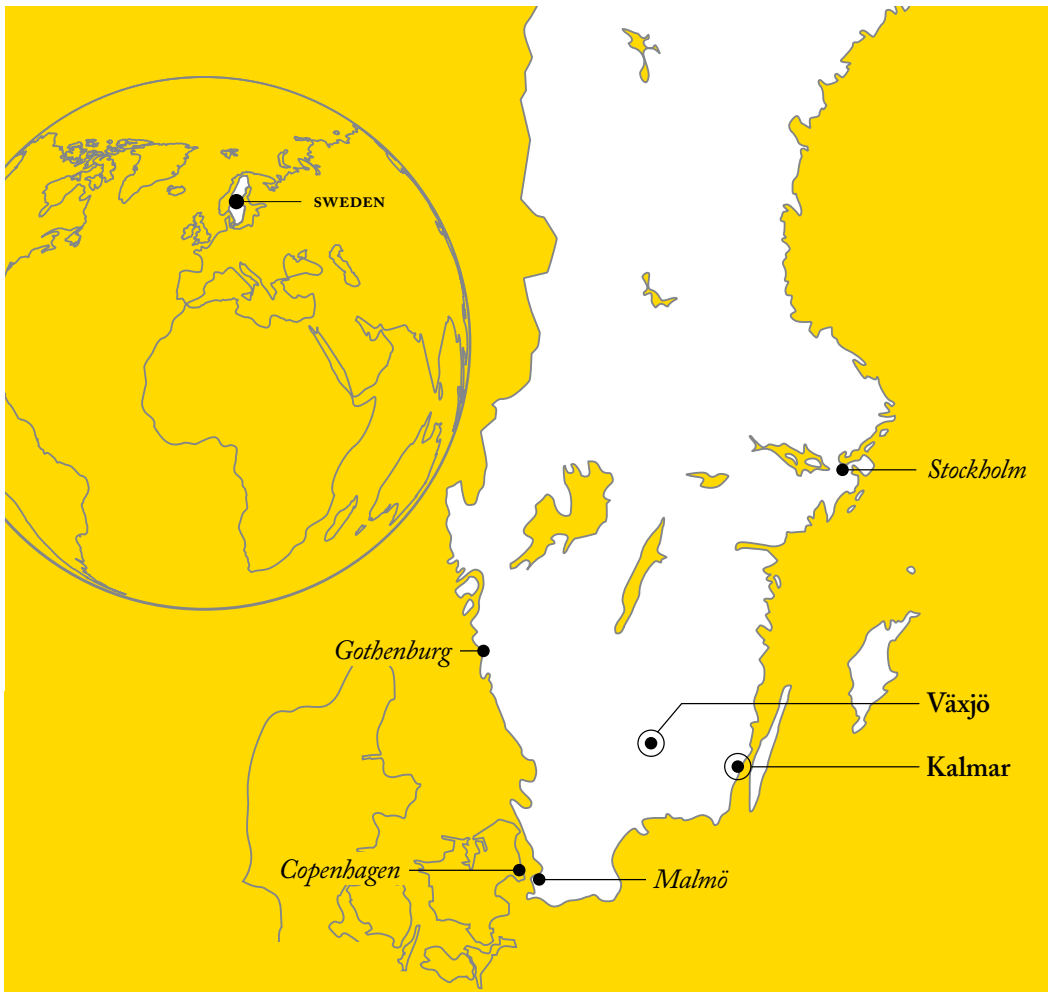 SWEDEN
Stockholm
Gothenburg
Växjö
Kalmar
Copenhagen
Malmö